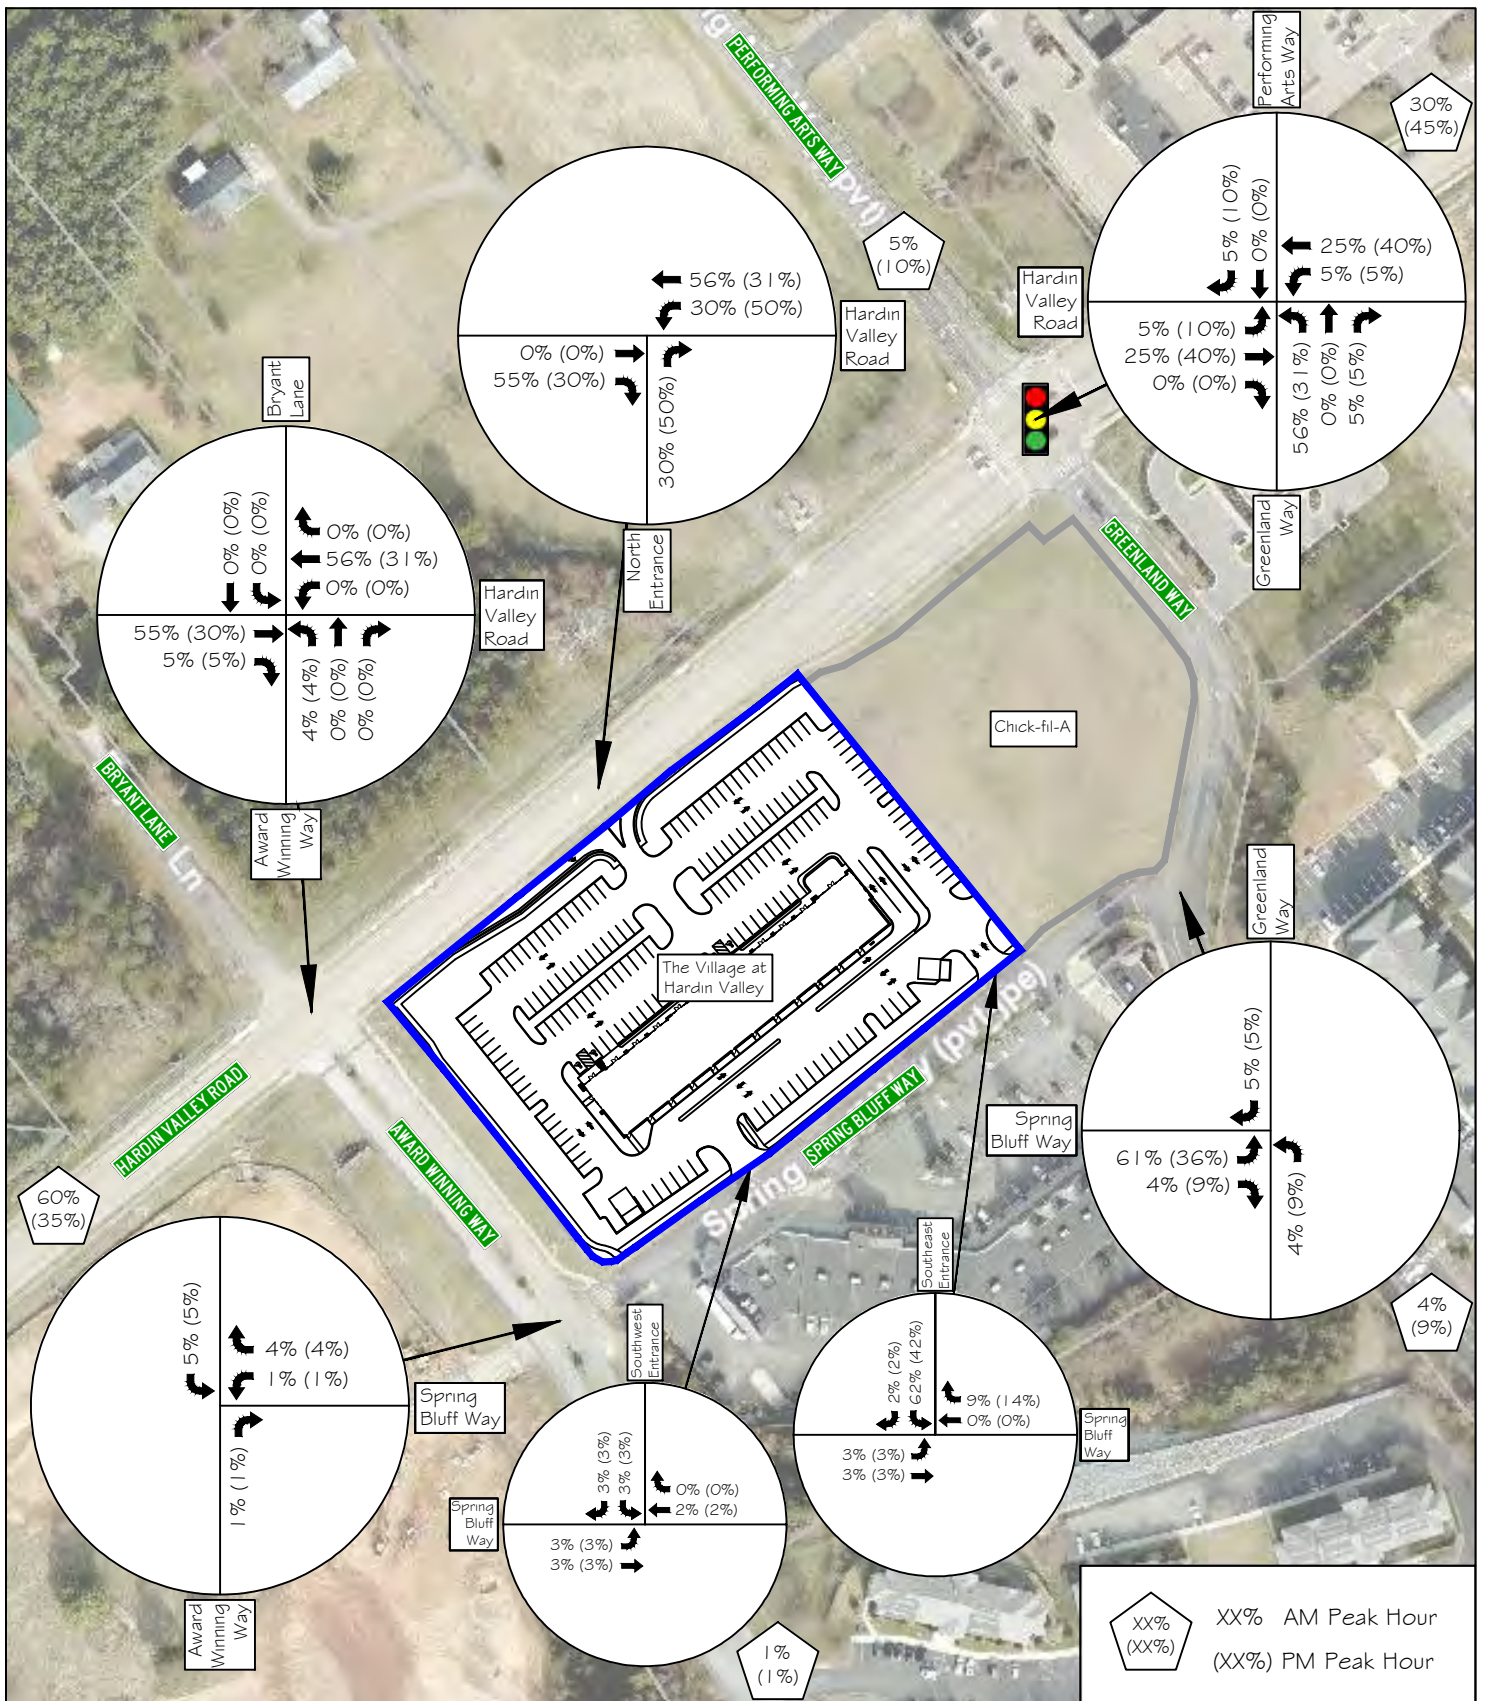 PERFORMING ARTS WAY
Performing
Arts Way
30%
(45%)
5% (10%)
0% (0%)
25% (40%)
5% (5%)
Hardin
Valley
Road
5% (10%)
25% (40%)
0% (0%)
56% (31%)
0% (0%)
5% (5%)
Greenland
Way
5%
(10%)
56% (31%)
30% (50%)
Hardin
Valley
Road
0% (0%)
55% (30%)
30% (50%)
North
Entrance
Bryant
Lane
0% (0%)
0% (0%)
0% (0%)
56% (31%)
0% (0%)
Hardin
Valley
Road
55% (30%)
5% (5%)
4% (4%)
0% (0%)
0% (0%)
Award
Winning
Way
GREENLAND WAY
Chick-fil-A
BRYANT LANE
Ln
The Village at
Hardin Valley
HARDIN VALLEY ROAD
AWARD WINNING WAY
SPRING BLUFF WAY
Greenland
Way
5% (5%)
Spring
Bluff Way
61% (36%)
4% (9%)
4% (9%)
4%
(9%)
60%
(35%)
5% (5%)
4% (4%)
1% (1%)
Spring
Bluff Way
1% (1%)
Award
Winning
Way
Southwest
Entrance
3% (3%)
3% (3%)
0% (0%)
2% (2%)
Spring
Bluff
Way
3% (3%)
3% (3%)
Southeast
Entrance
2% (2%)
62% (42%)
9% (14%)
0% (0%)
Spring
Bluff
Way
3% (3%)
3% (3%)
1%
(1%)
XX%
(XX%)
XX% AM Peak Hour
(XX%) PM Peak Hour